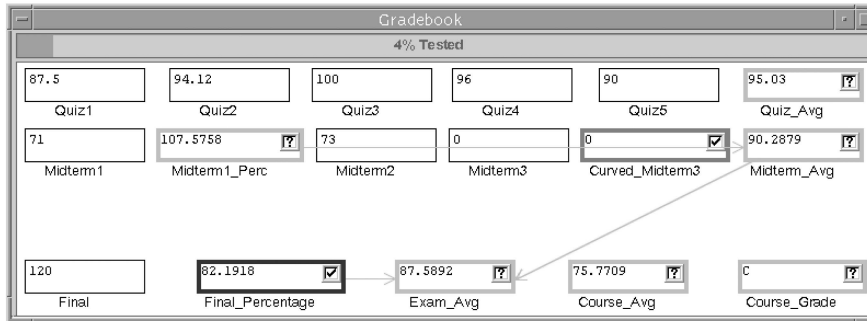 Gradebook
4% Tested
87.5 94.12 100 96 90 95.03 ?
Quiz1 Quiz2 Quiz3 Quiz4 Quiz5 Quiz_Avg
71 107.5758 ? 73 0 0 90.2879 ?
Midterm1 Midterm1_Perc Midterm2 Midterm3 Curved_Midterm3 Midterm_Avg
120 82.1918 87.5892 ? 75.7709 ? C ?
Final Final_Percentage Exam_Avg Course_Avg Course_Grade